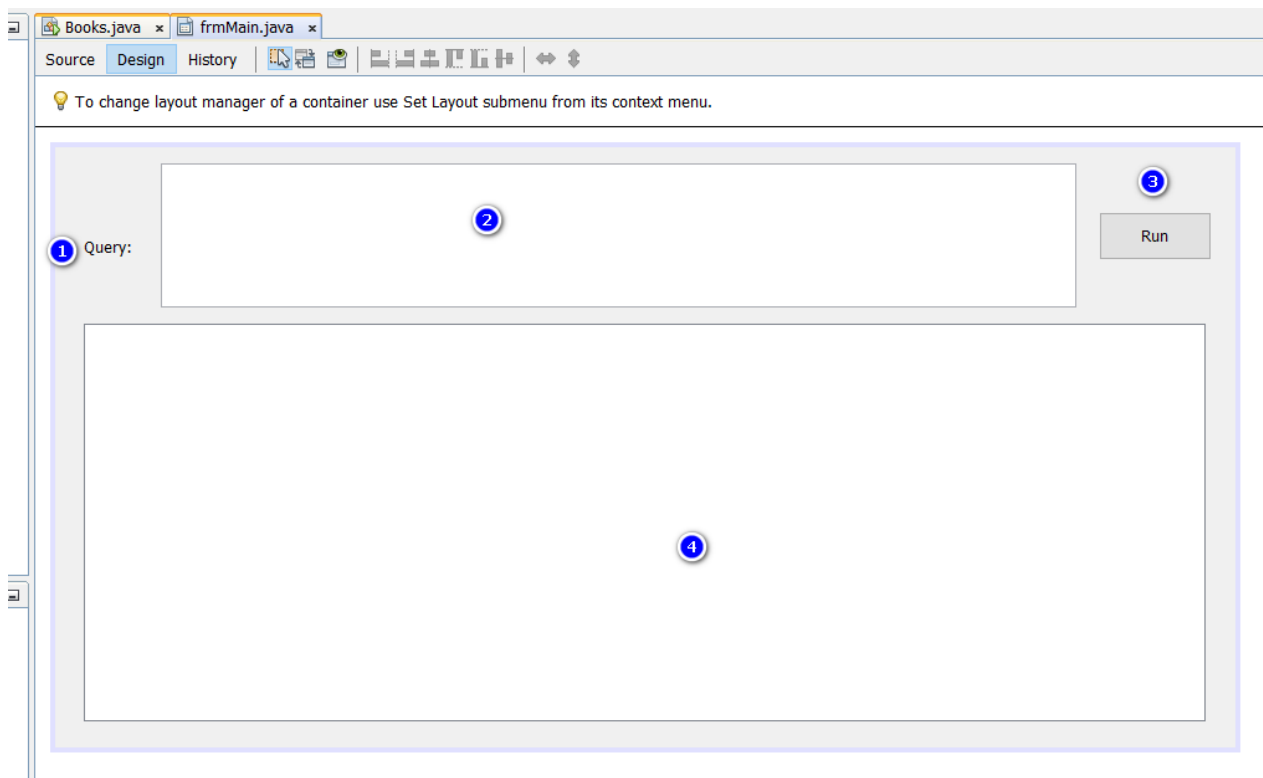 Books.java x frmMain.java x
Source Design History
To change layout manager of a container use Set Layout submenu from its context menu.
3
2
Run
1 Query:
4